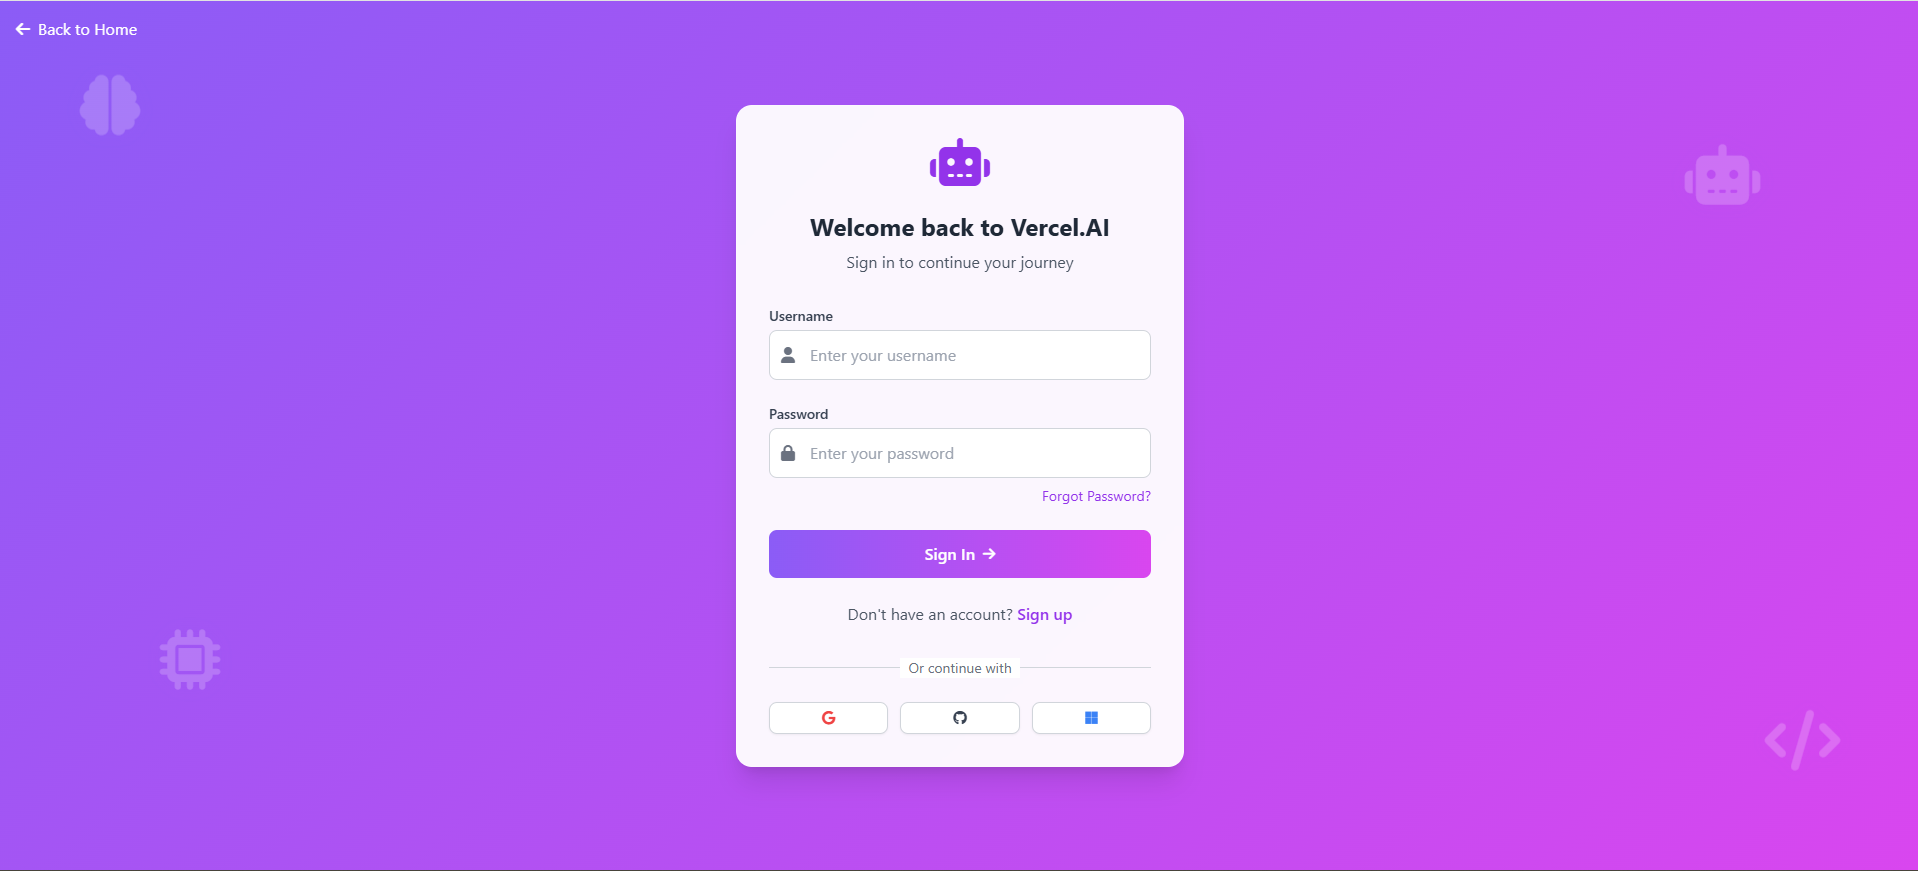 Back to Home
Welcome back to Vercel.AI
Sign in to continue your journey
Username
Enter your username
Password
Enter your password
Forgot Password?
Sign In
Don't have an account? Sign up
Or continue with